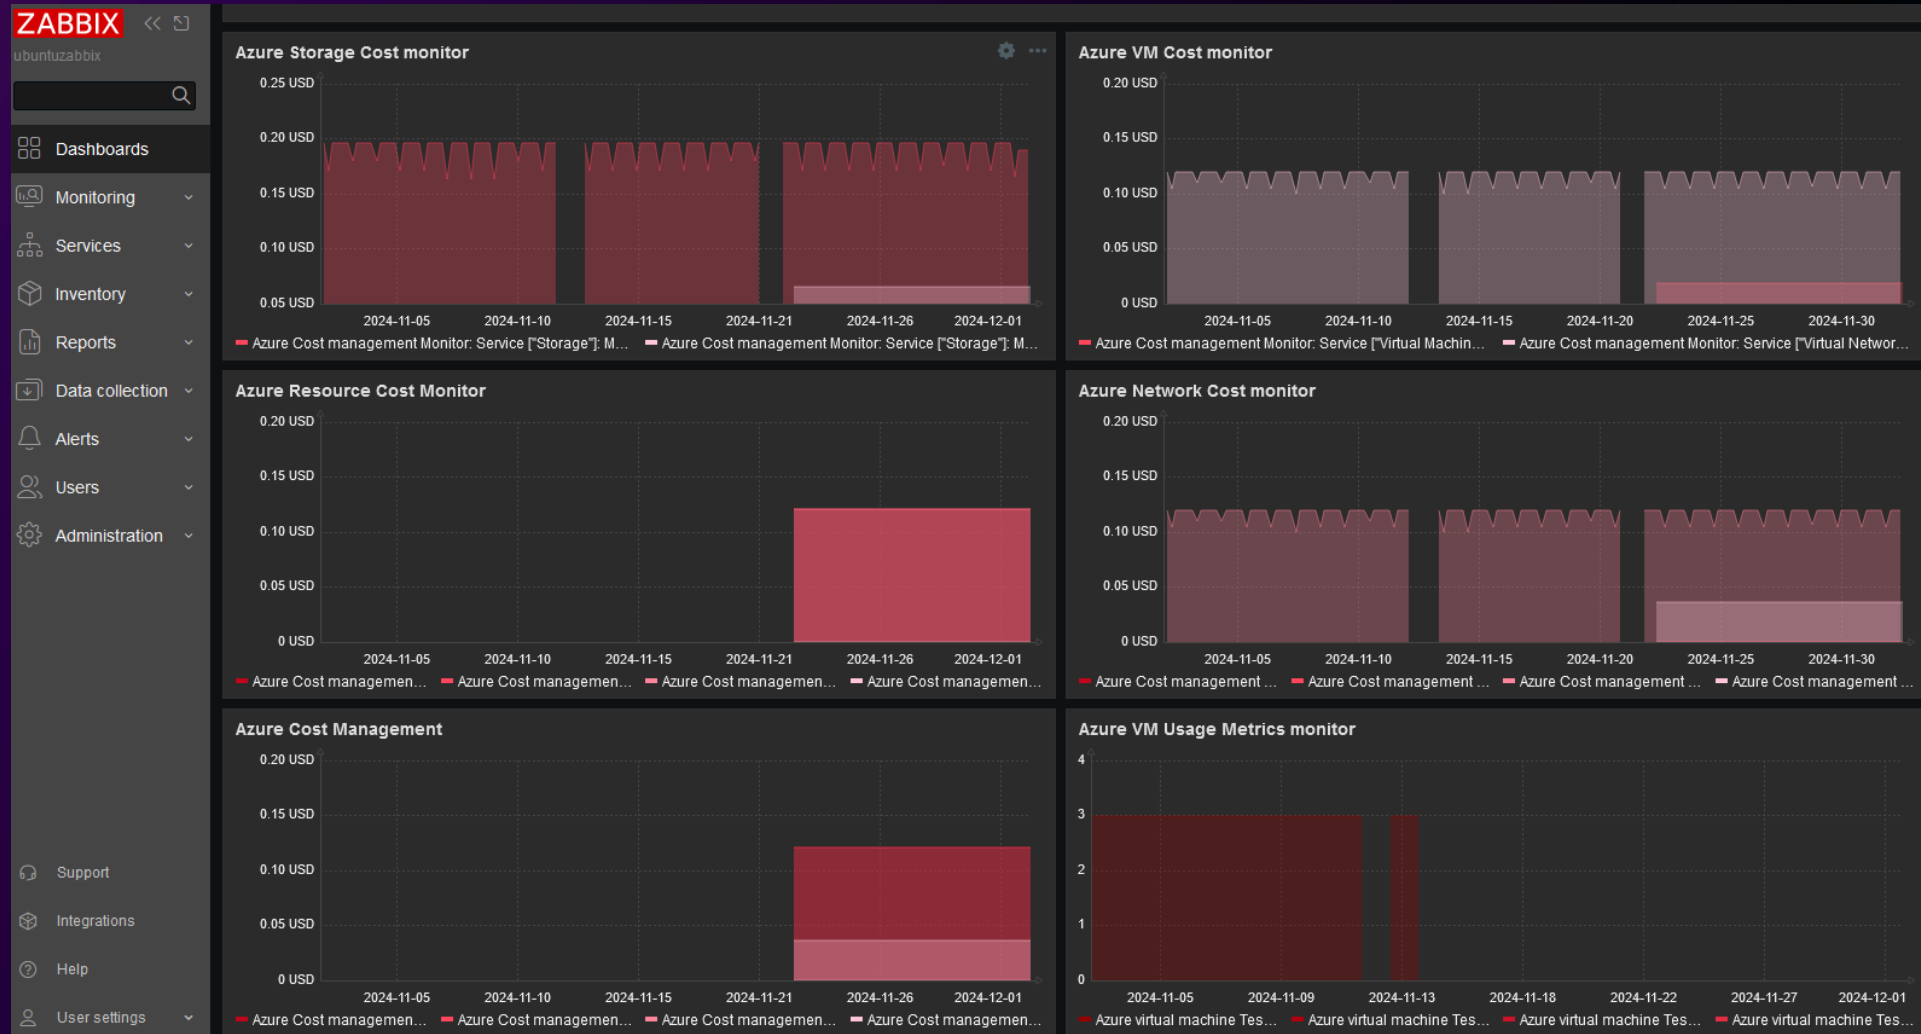 ZABBIX
ubuntuzabbix
Dashboards
Monitoring
Services
Inventory
Reports
Data collection
Alerts
Users
Administration
Support
Integrations
Help
User settings
Azure Storage Cost monitor
0.25 USD
0.20 USD
0.15 USD
0.10 USD
0.05 USD
2024-11-05 2024-11-10 2024-11-15 2024-11-21 2024-11-26 2024-12-01
Azure Cost management Monitor: Service ["Storage"]: M... Azure Cost management Monitor: Service ["Storage"]: M...
Azure VM Cost monitor
0.20 USD
0.15 USD
0.10 USD
0.05 USD
0 USD
2024-11-05 2024-11-10 2024-11-15 2024-11-20 2024-11-25 2024-11-30
Azure Cost management Monitor: Service ["Virtual Machin... Azure Cost management Monitor: Service ["Virtual Networ...
Azure Resource Cost Monitor
0.20 USD
0.15 USD
0.10 USD
0.05 USD
0 USD
2024-11-05 2024-11-10 2024-11-15 2024-11-21 2024-11-26 2024-12-01
Azure Cost managemen... Azure Cost managemen... Azure Cost managemen... Azure Cost managemen...
Azure Network Cost monitor
0.20 USD
0.15 USD
0.10 USD
0.05 USD
0 USD
2024-11-05 2024-11-10 2024-11-15 2024-11-20 2024-11-25 2024-11-30
Azure Cost management ... Azure Cost management ... Azure Cost management ... Azure Cost management ...
Azure Cost Management
0.20 USD
0.15 USD
0.10 USD
0.05 USD
0 USD
2024-11-05 2024-11-10 2024-11-15 2024-11-21 2024-11-26 2024-12-01
Azure Cost managemen... Azure Cost managemen... Azure Cost managemen... Azure Cost managemen...
Azure VM Usage Metrics monitor
4
3
2
1
0
2024-11-05 2024-11-09 2024-11-13 2024-11-18 2024-11-22 2024-11-27 2024-12-01
Azure virtual machine Tes... Azure virtual machine Tes... Azure virtual machine Tes... Azure virtual machine Tes...